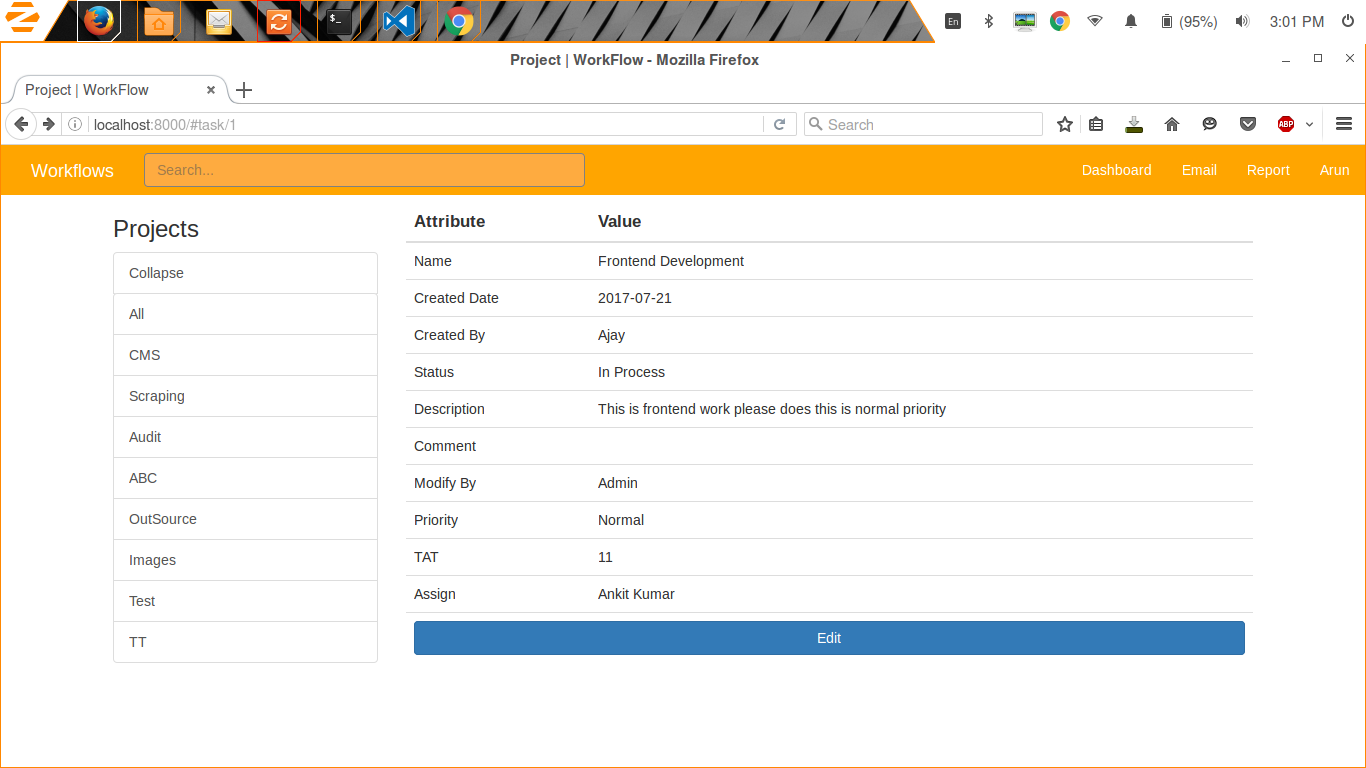 >_
En
(95%)
3:01 PM
Project | WorkFlow - Mozilla Firefox
Project | WorkFlow
localhost:8000/#task/1
Search
ABP
Workflows
Search...
Dashboard
Email
Report
Arun
Projects
Collapse
All
CMS
Scraping
Audit
ABC
OutSource
Images
Test
TT
Attribute Value
Name Frontend Development
Created Date 2017-07-21
Created By Ajay
Status In Process
Description This is frontend work please does this is normal priority
Comment
Modify By Admin
Priority Normal
TAT 11
Assign Ankit Kumar
Edit